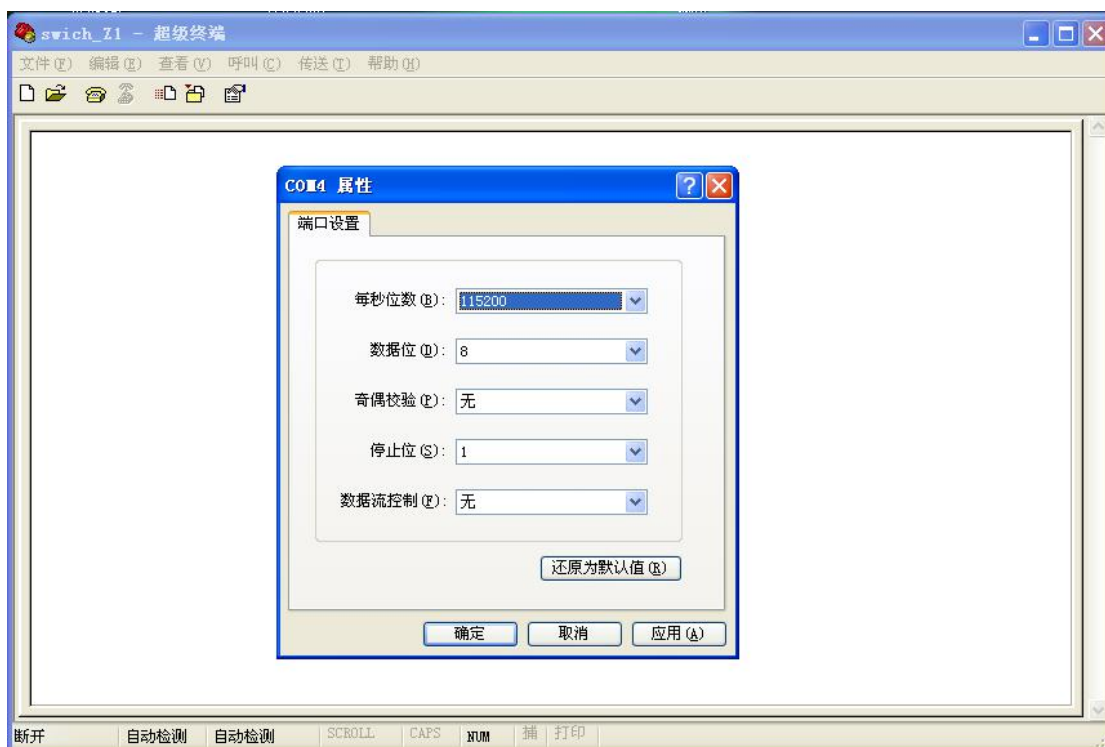 swich_Z1 - 超级终端
文件(F) 编辑(E) 查看(V) 呼叫(C) 传送(T) 帮助(H)
COM4 属性
端口设置
每秒位数(B): 115200
数据位(D): 8
奇偶校验(P): 无
停止位(S): 1
数据流控制(F): 无
还原为默认值(R)
确定 取消 应用(A)
断开 自动检测 自动检测 SCROLL CAPS NUM 捕 打印